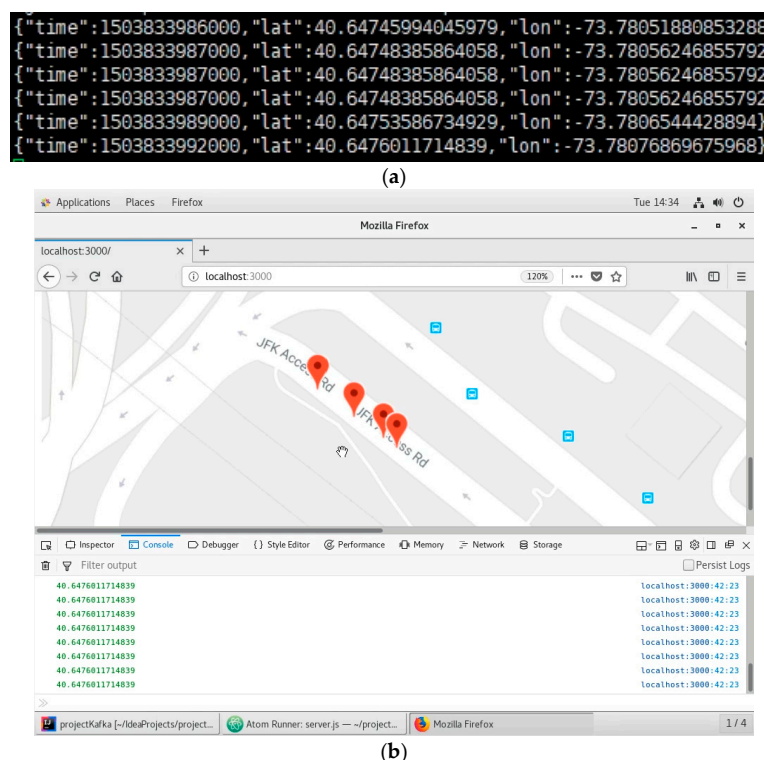 {"time":1503833986000,"lat":40.64745994045979,"lon":-73.78051880853288
{"time":1503833987000,"lat":40.64748385864058,"lon":-73.78056246855792
{"time":1503833987000,"lat":40.64748385864058,"lon":-73.78056246855792
{"time":1503833987000,"lat":40.64748385864058,"lon":-73.78056246855792
{"time":1503833989000,"lat":40.64753586734929,"lon":-73.7806544428894}
{"time":1503833992000,"lat":40.6476011714839,"lon":-73.78076869675968}
(a)
Applications Places Firefox Tue 14:34
Mozilla Firefox
localhost:3000/
localhost:3000 120%
JFK Access Rd
JFK Access Rd
Inspector Console Debugger {} Style Editor Performance Memory Network Storage
Filter output Persist Logs
40.6476011714839 localhost:3000:42:23
40.6476011714839 localhost:3000:42:23
40.6476011714839 localhost:3000:42:23
40.6476011714839 localhost:3000:42:23
40.6476011714839 localhost:3000:42:23
40.6476011714839 localhost:3000:42:23
40.6476011714839 localhost:3000:42:23
40.6476011714839 localhost:3000:42:23
projectKafka [~/IdeaProjects/project... Atom Runner: server.js — ~/project... Mozilla Firefox 1 / 4
(b)